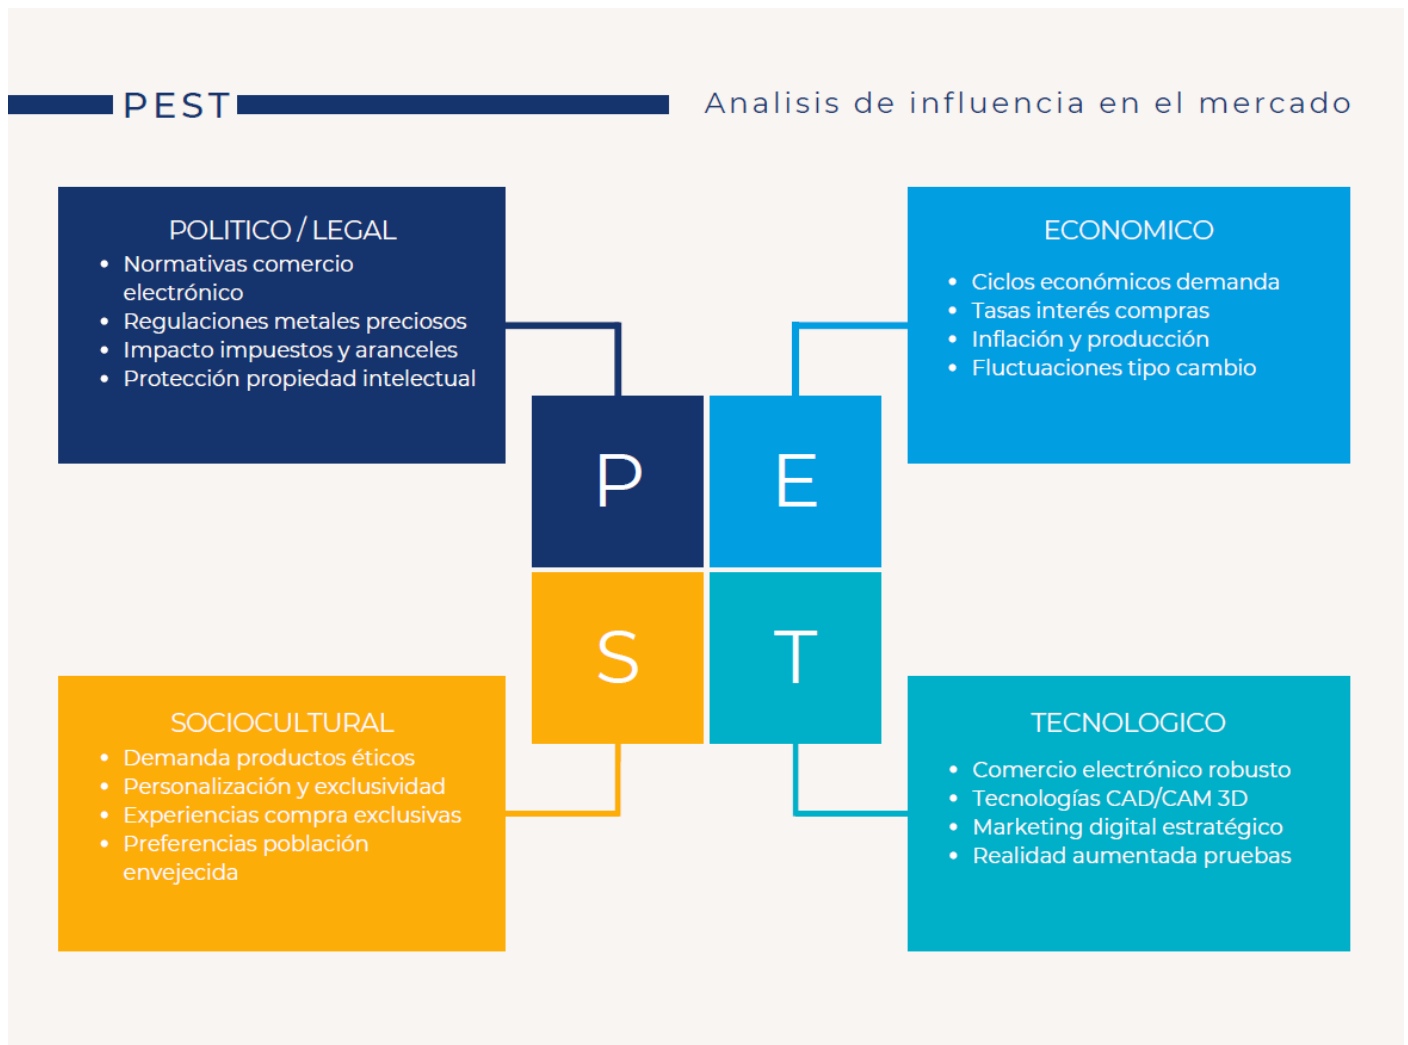 PEST
Analisis de influencia en el mercado
POLITICO / LEGAL
• Normativas comercio
electrónico
• Regulaciones metales preciosos
• Impacto impuestos y aranceles
• Protección propiedad intelectual
ECONOMICO
• Ciclos económicos demanda
• Tasas interés compras
• Inflación y producción
• Fluctuaciones tipo cambio
P
E
S
T
SOCIOCULTURAL
• Demanda productos éticos
• Personalización y exclusividad
• Experiencias compra exclusivas
• Preferencias población
envejecida
TECNOLOGICO
• Comercio electrónico robusto
• Tecnologías CAD/CAM 3D
• Marketing digital estratégico
• Realidad aumentada pruebas